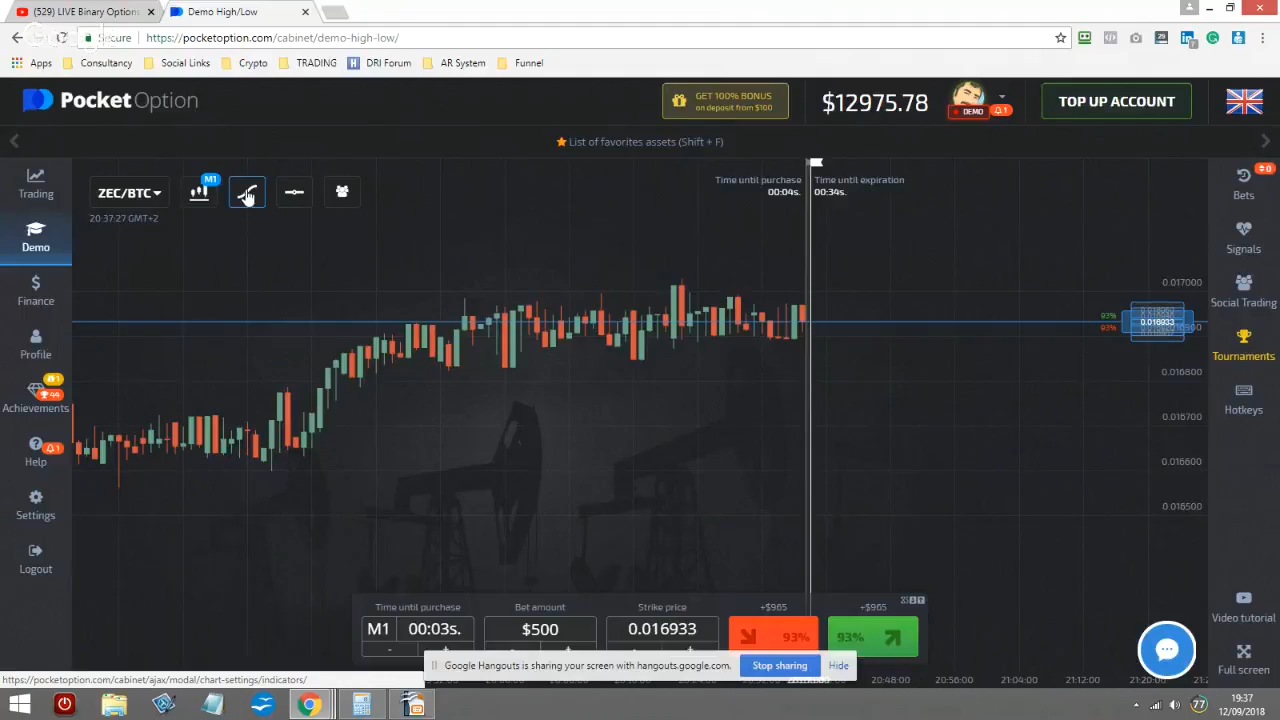 (529) LIVE Binary Options
Demo High/Low
Secure
https://pocketoption.com/cabinet/demo-high-low/
Apps
Consultancy
Social Links
Crypto
TRADING
DRI Forum
AR System
Funnel
PocketOption
GET 100% BONUS
on deposit from $100
$12975.78
DEMO
1
TOP UP ACCOUNT
List of favorites assets (Shift + F)
Trading
Demo
Finance
Profile
1
44
Achievements
1
Help
Settings
Logout
ZEC/BTC
M1
20:37:27 GMT+2
Time until purchase
00:04s.
Time until expiration
00:34s.
0.017000
93%
93%
0.016933
0.016800
0.016700
0.016600
0.016500
0
Bets
Signals
Social Trading
Tournaments
Hotkeys
Video tutorial
Full screen
Time until purchase
M1
00:03s.
Bet amount
$500
Strike price
0.016933
+$965
93%
+$965
93%
Google Hangouts is sharing your screen with hangouts.google.com.
Stop sharing
Hide
https://pocketoption.com/cabinet/ajax/modal/chart-settings/indicators/
20:48:00
20:56:00
21:04:00
21:12:00
21:20:00
77
19:37
12/09/2018